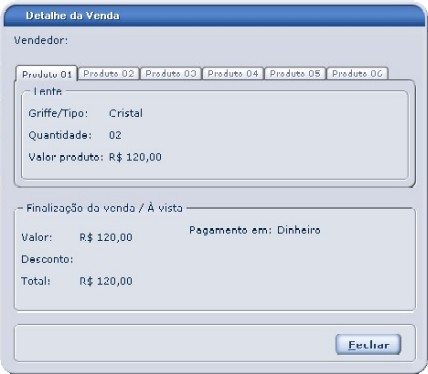 Detalhe da Venda
Vendedor:
Produto 01 Produto 02 Produto 03 Produto 04 Produto 05 Produto 06
Lente
Griffe/Tipo: Cristal
Quantidade: 02
Valor produto: R$ 120,00
Finalização da venda / À vista
Valor: R$ 120,00 Pagamento em: Dinheiro
Desconto:
Total: R$ 120,00
Fechar